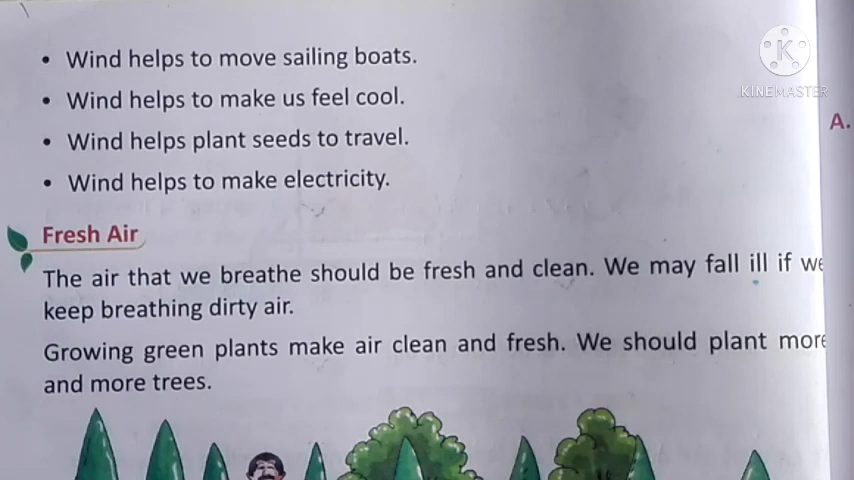 • Wind helps to move sailing boats.
• Wind helps to make us feel cool.
• Wind helps plant seeds to travel.
• Wind helps to make electricity.
Fresh Air
The air that we breathe should be fresh and clean. We may fall ill if we
keep breathing dirty air.
Growing green plants make air clean and fresh. We should plant more
and more trees.
K
KINEMASTER
A.